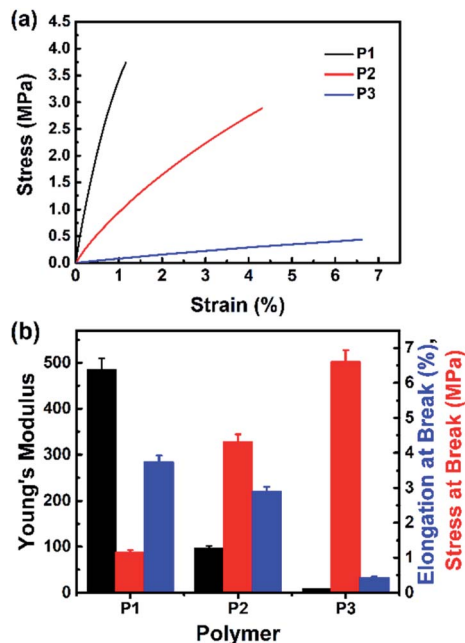 (a)
4.5
4.0
3.5
3.0
2.5
2.0
1.5
1.0
0.5
0.0
Stress (MPa)
P1
P2
P3
0 1 2 3 4 5 6 7
Strain (%)
(b)
500
400
300
200
100
0
Young's Modulus
7
6
5
4
3
2
1
0
Elongation at Break (%),
Stress at Break (MPa)
P1 P2 P3
Polymer